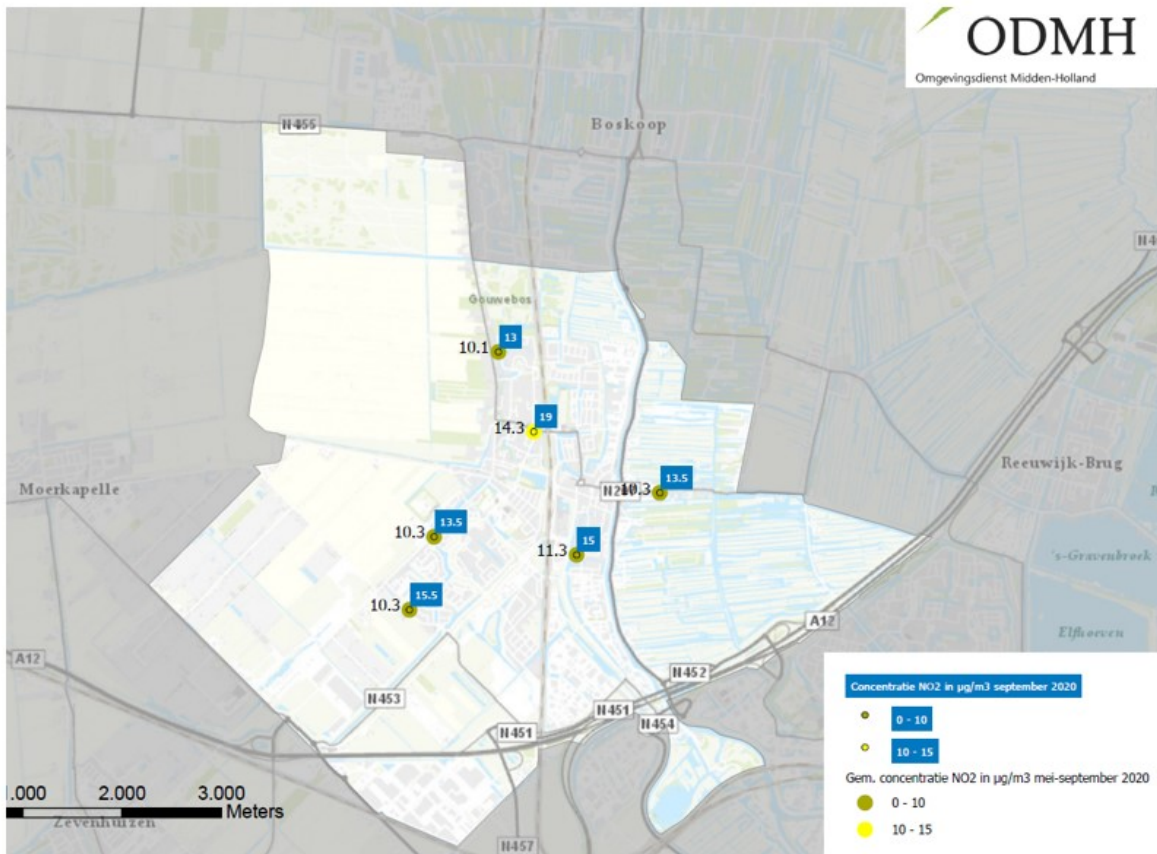 ODMH
Omgevingsdienst Midden-Holland
N455
Boskoop
Gouwebos
13
10.1
19
14.3
Reeuwijk-Brug
Moerkapelle
13.5
10.3
13.5
10.3
15
11.3
's-Gravenbroek
15.5
10.3
A12
Elfhoeven
A12
N452
N453
N451
N454
N451
1.000 2.000 3.000
Meters
Zevenhuizen
N457
Concentratie NO2 in µg/m3 september 2020
0 - 10
10 - 15
Gem. concentratie NO2 in µg/m3 mei-september 2020
0 - 10
10 - 15